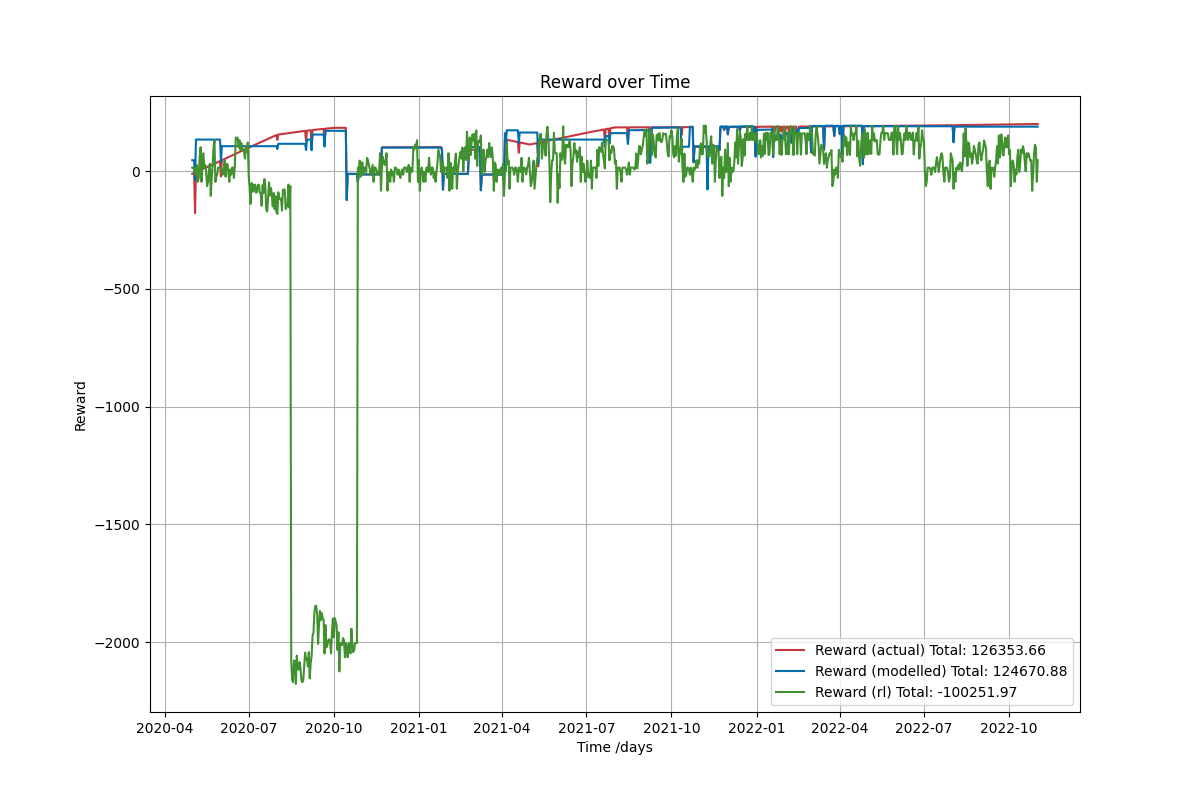 Reward over Time
0
−500
−1000
−1500
−2000
Reward
Reward (actual) Total: 126353.66
Reward (modelled) Total: 124670.88
Reward (rl) Total: -100251.97
2020-04 2020-07 2020-10 2021-01 2021-04 2021-07 2021-10 2022-01 2022-04 2022-07 2022-10
Time /days